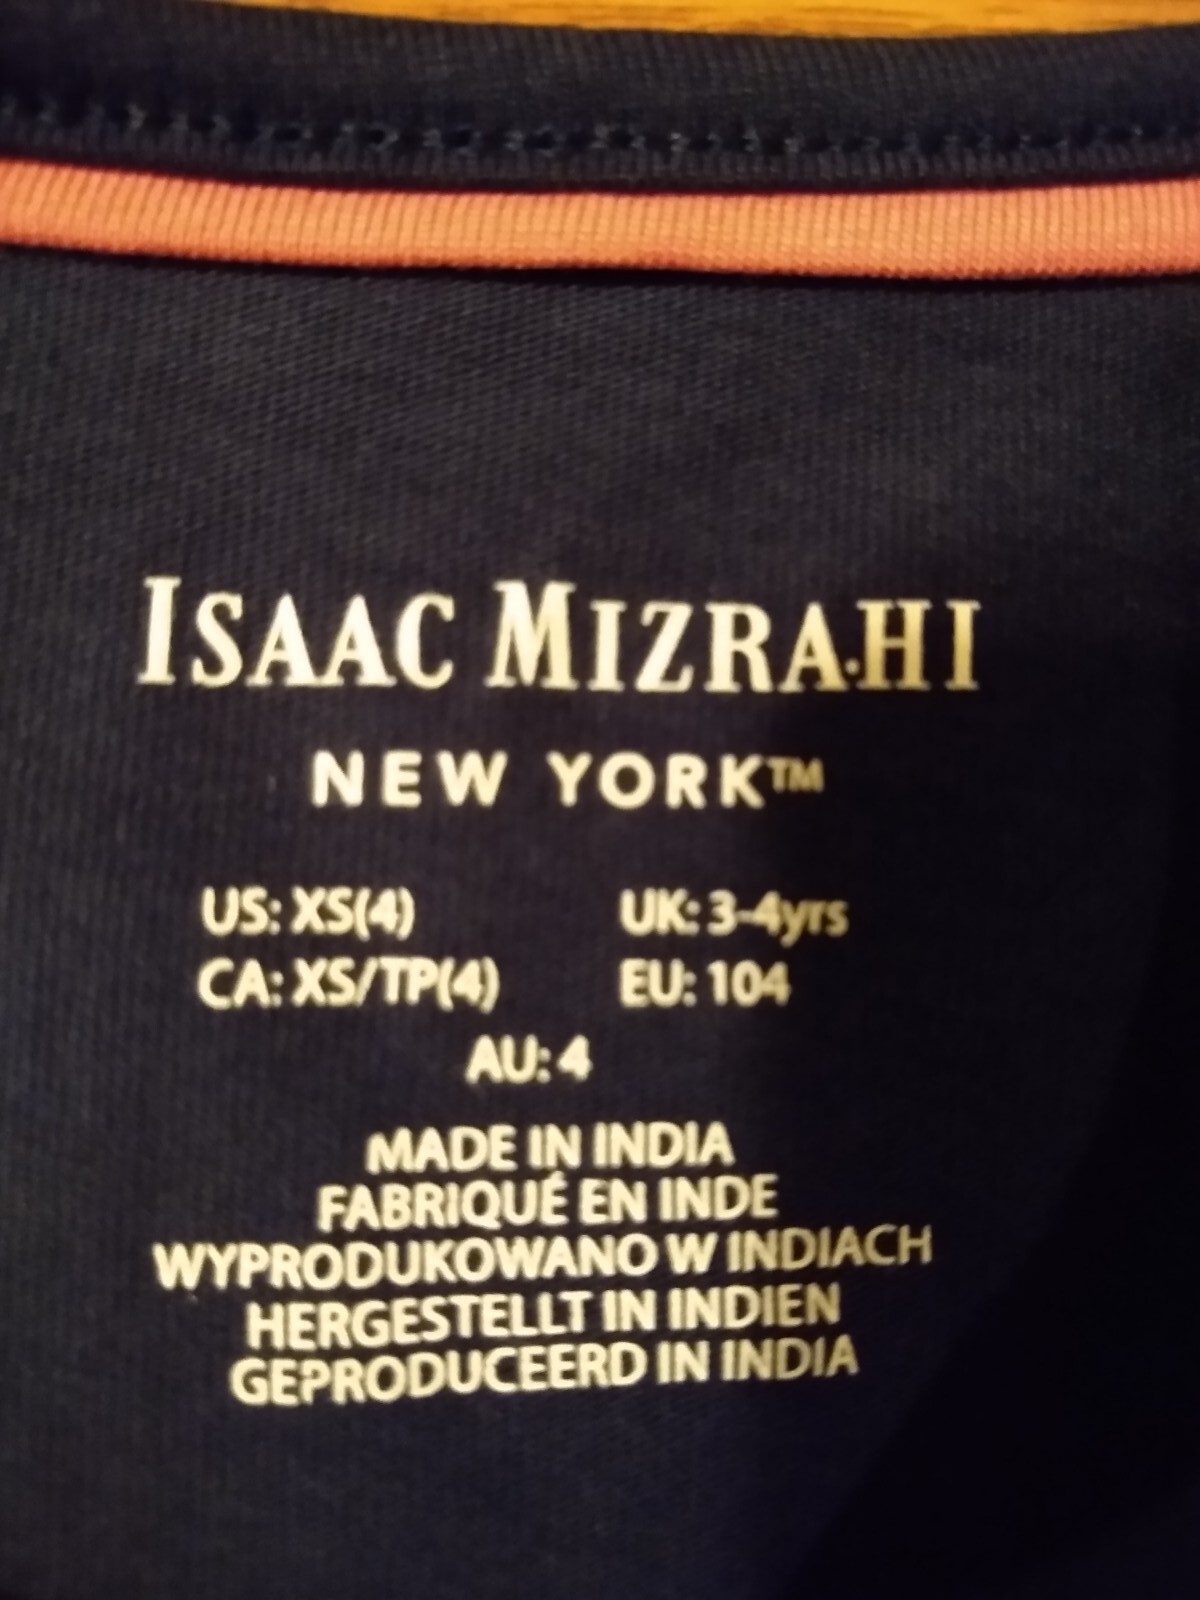 ISAAC MIZRAHI
NEW YORK™
US: XS(4) UK: 3-4yrs
CA: XS/TP(4) EU: 104
AU: 4
MADE IN INDIA
FABRIQUÉ EN INDE
WYPRODUKOWANO W INDIACH
HERGESTELLT IN INDIEN
GEPRODUCEERD IN INDIA